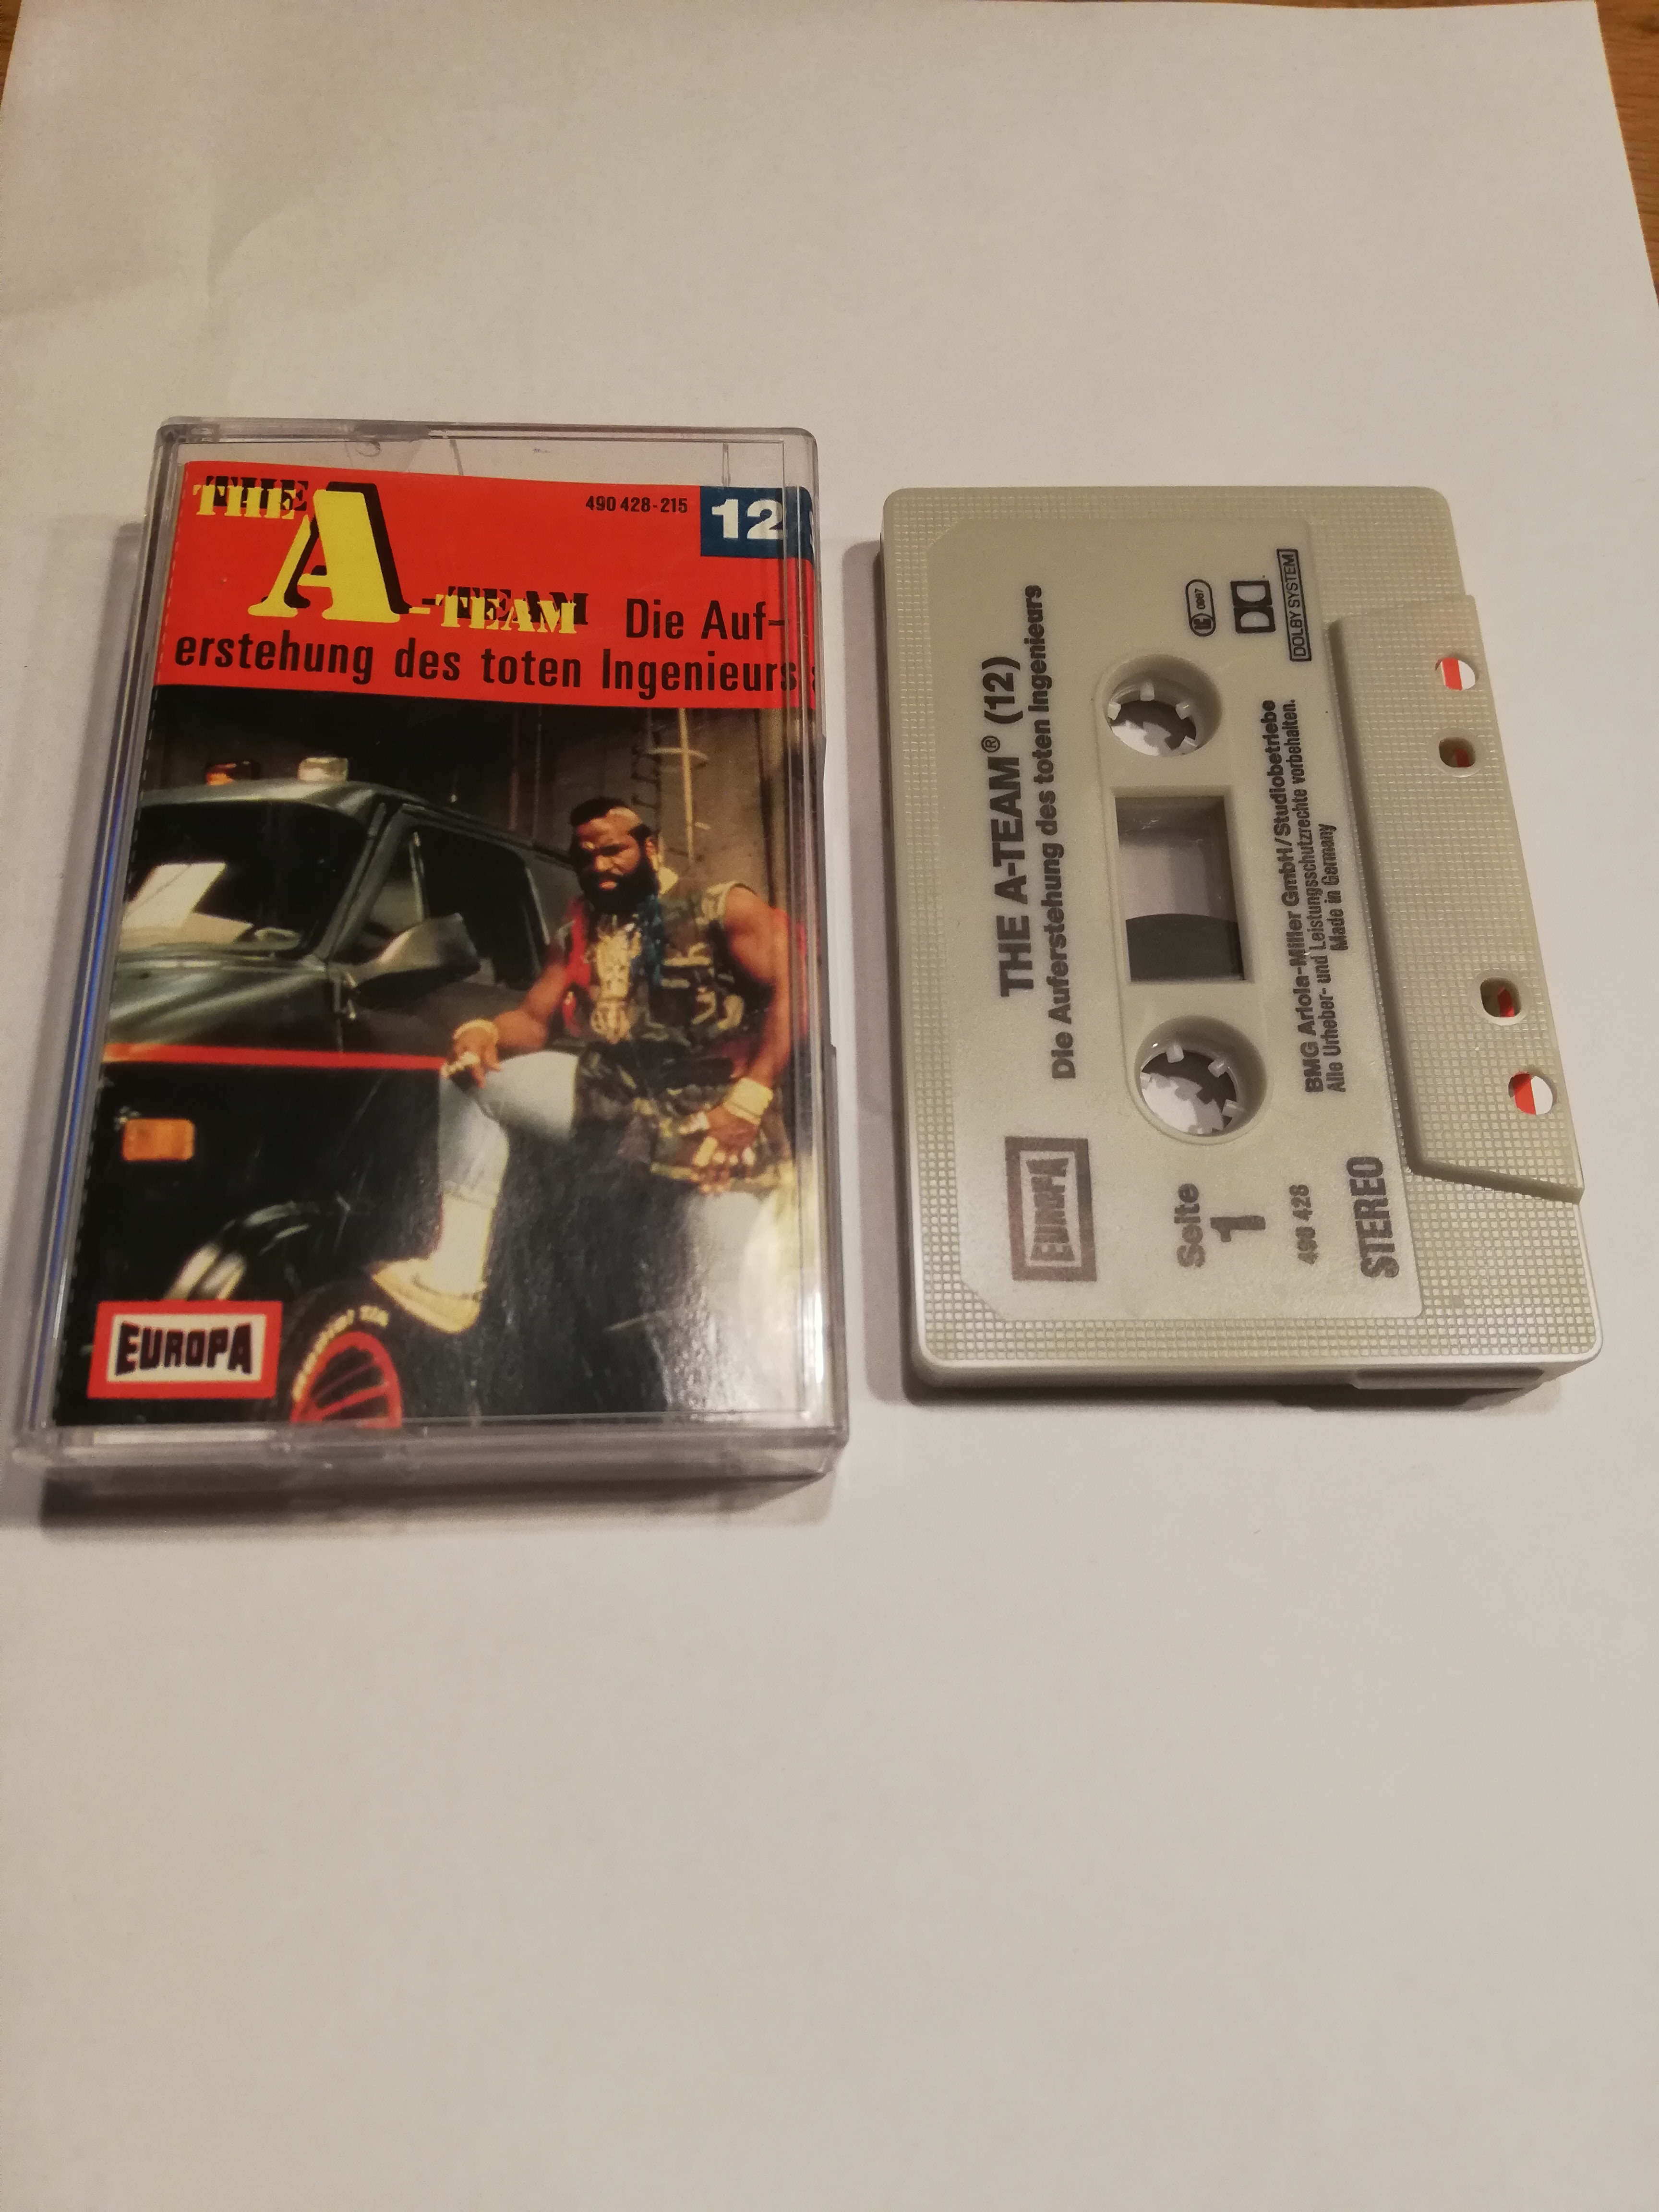 THE A-TEAM
490 428-215
12
Die Auf-
erstehung des toten Ingenieurs
EUROPA
THE A-TEAM® (12)
Die Auferstehung des toten Ingenieurs
EUROPA
Seite
1
490 428
STEREO
BMG Ariola-Miller GmbH/Studiobetriebe
Alle Urheber- und Leistungsschutzrechte vorbehalten.
Made in Germany
DOLBY SYSTEM